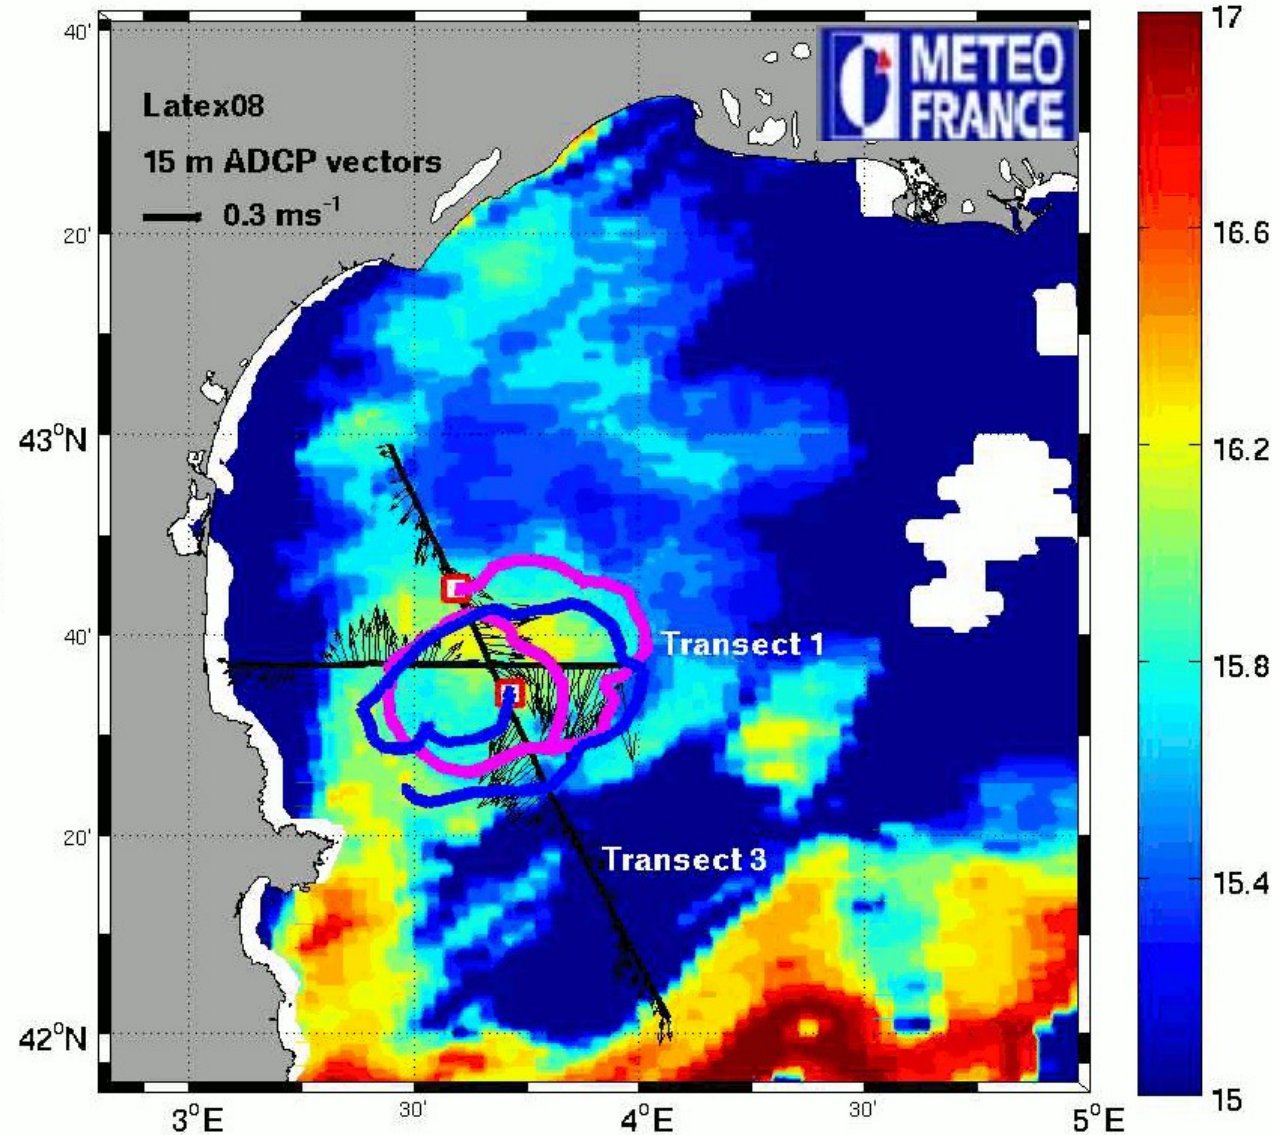 40'
METEO
FRANCE
Latex08
15 m ADCP vectors
0.3 ms⁻¹
20'
43°N
40'
Transect 1
20'
Transect 3
42°N
3°E
30'
4°E
30'
5°E
17
16.6
16.2
15.8
15.4
15